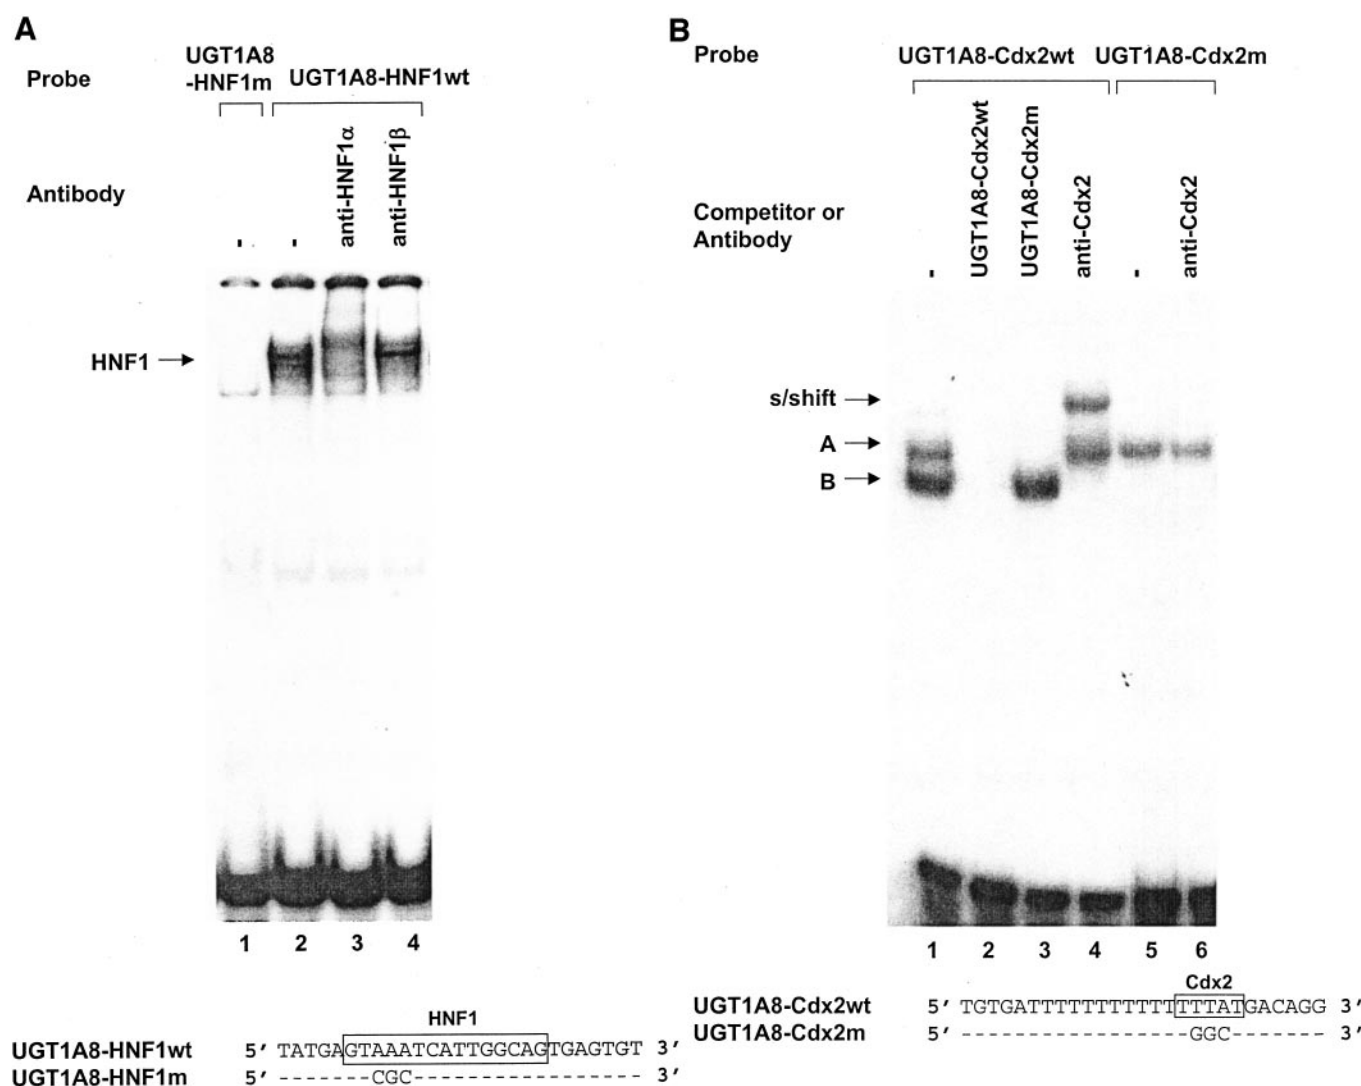 A
Probe
UGT1A8
-HNF1m
UGT1A8-HNF1wt
Antibody
-
-
anti-HNF1α
anti-HNF1β
HNF1
1 2 3 4
HNF1
UGT1A8-HNF1wt 5′ TATGAGTAAATCATTGGCAGTGAGTGT 3′
UGT1A8-HNF1m 5′ -------CGC----------------- 3′
B
Probe
UGT1A8-Cdx2wt UGT1A8-Cdx2m
Competitor or
Antibody
-
UGT1A8-Cdx2wt
UGT1A8-Cdx2m
anti-Cdx2
-
anti-Cdx2
s/shift
A
B
1 2 3 4 5 6
Cdx2
UGT1A8-Cdx2wt 5′ TGTGATTTTTTTTTTTTTTATGACAGG 3′
UGT1A8-Cdx2m 5′ -----------------GGC------- 3′